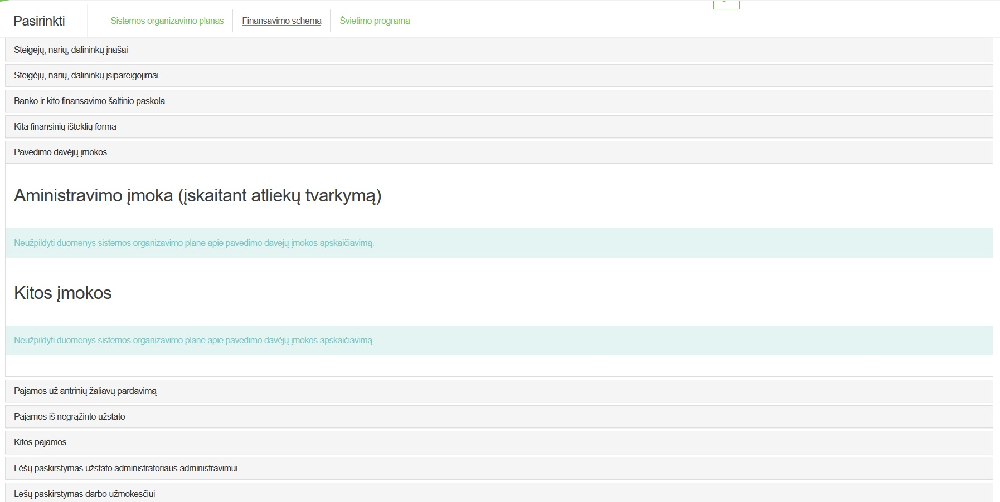 Pasirinkti
Sistemos organizavimo planas
Finansavimo schema
Švietimo programa
Steigėjų, narių, dalininkų įnašai
Steigėjų, narių, dalininkų įsipareigojimai
Banko ir kito finansavimo šaltinio paskola
Kita finansinių išteklių forma
Pavedimo davėjų įmokos
Aministravimo įmoka (įskaitant atliekų tvarkymą)
Neužpildyti duomenys sistemos organizavimo plane apie pavedimo davėjų įmokos apskaičiavimą.
Kitos įmokos
Neužpildyti duomenys sistemos organizavimo plane apie pavedimo davėjų įmokos apskaičiavimą.
Pajamos už antrinių žaliavų pardavimą
Pajamos iš negrąžinto užstato
Kitos pajamos
Lėšų paskirstymas užstato administratoriaus administravimui
Lėšų paskirstymas darbo užmokesčiui